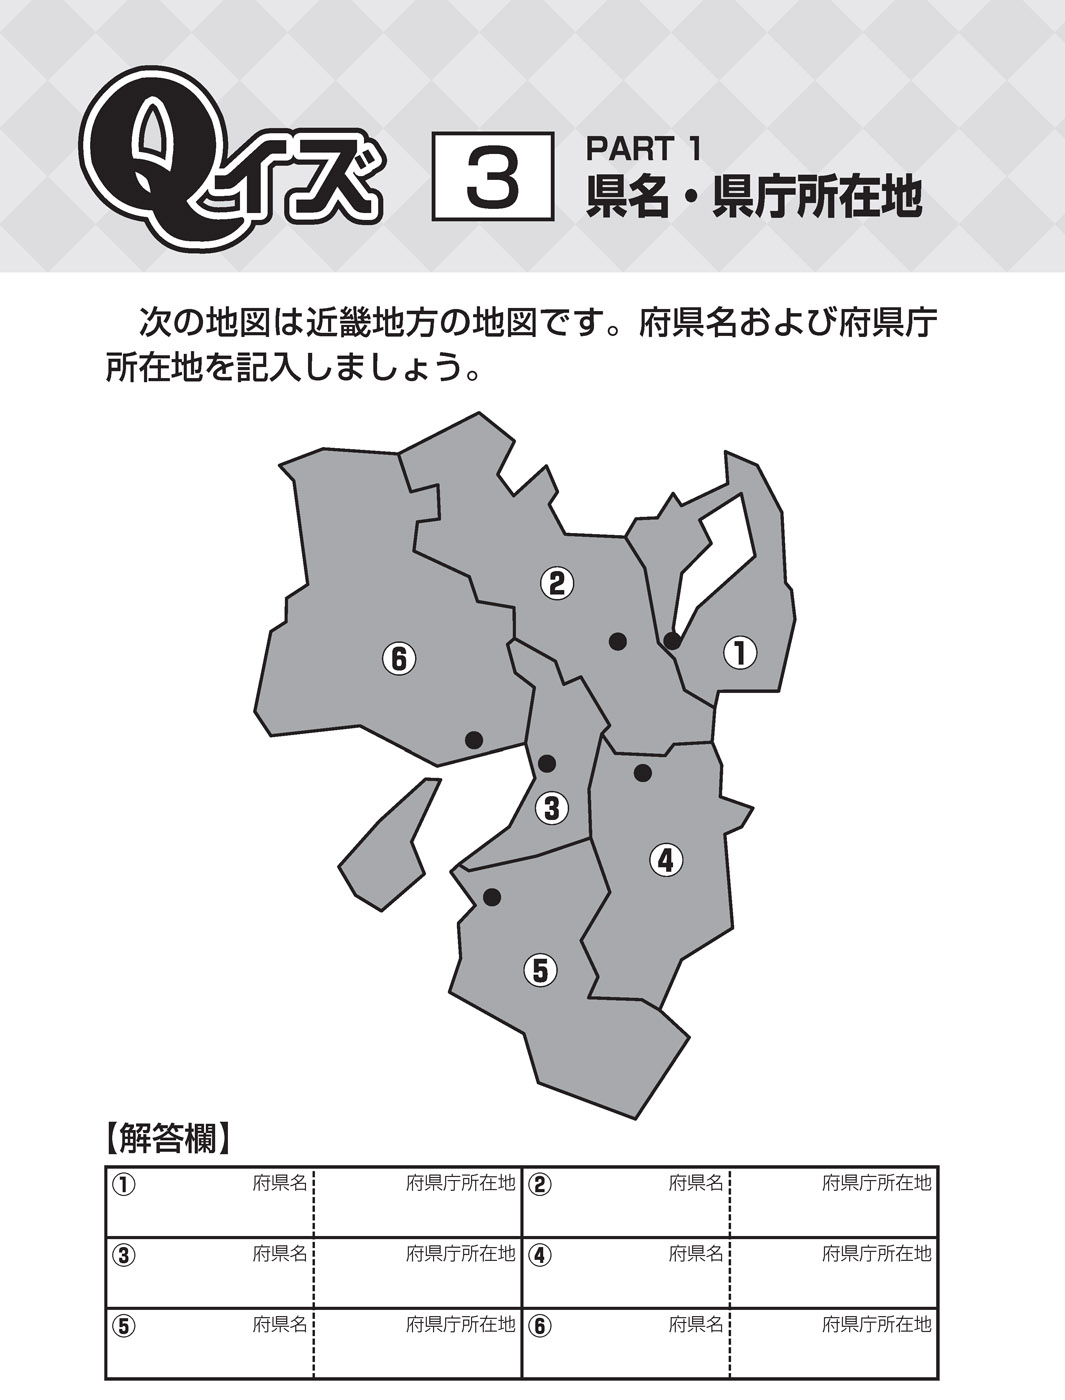 Qイズ
3
PART 1
県名・県庁所在地
次の地図は近畿地方の地図です。府県名および府県庁
所在地を記入しましょう。
②
①
⑥
③
④
⑤
【解答欄】
① 府県名 府県庁所在地 ② 府県名 府県庁所在地
③ 府県名 府県庁所在地 ④ 府県名 府県庁所在地
⑤ 府県名 府県庁所在地 ⑥ 府県名 府県庁所在地